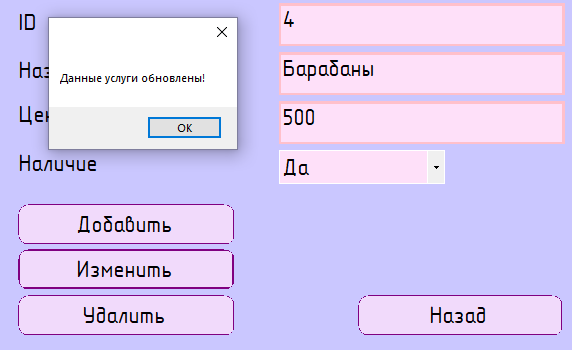 ID
4
Данные услуги обновлены!
OK
Барабаны
500
Наличие
Да
Добавить
Изменить
Удалить
Назад